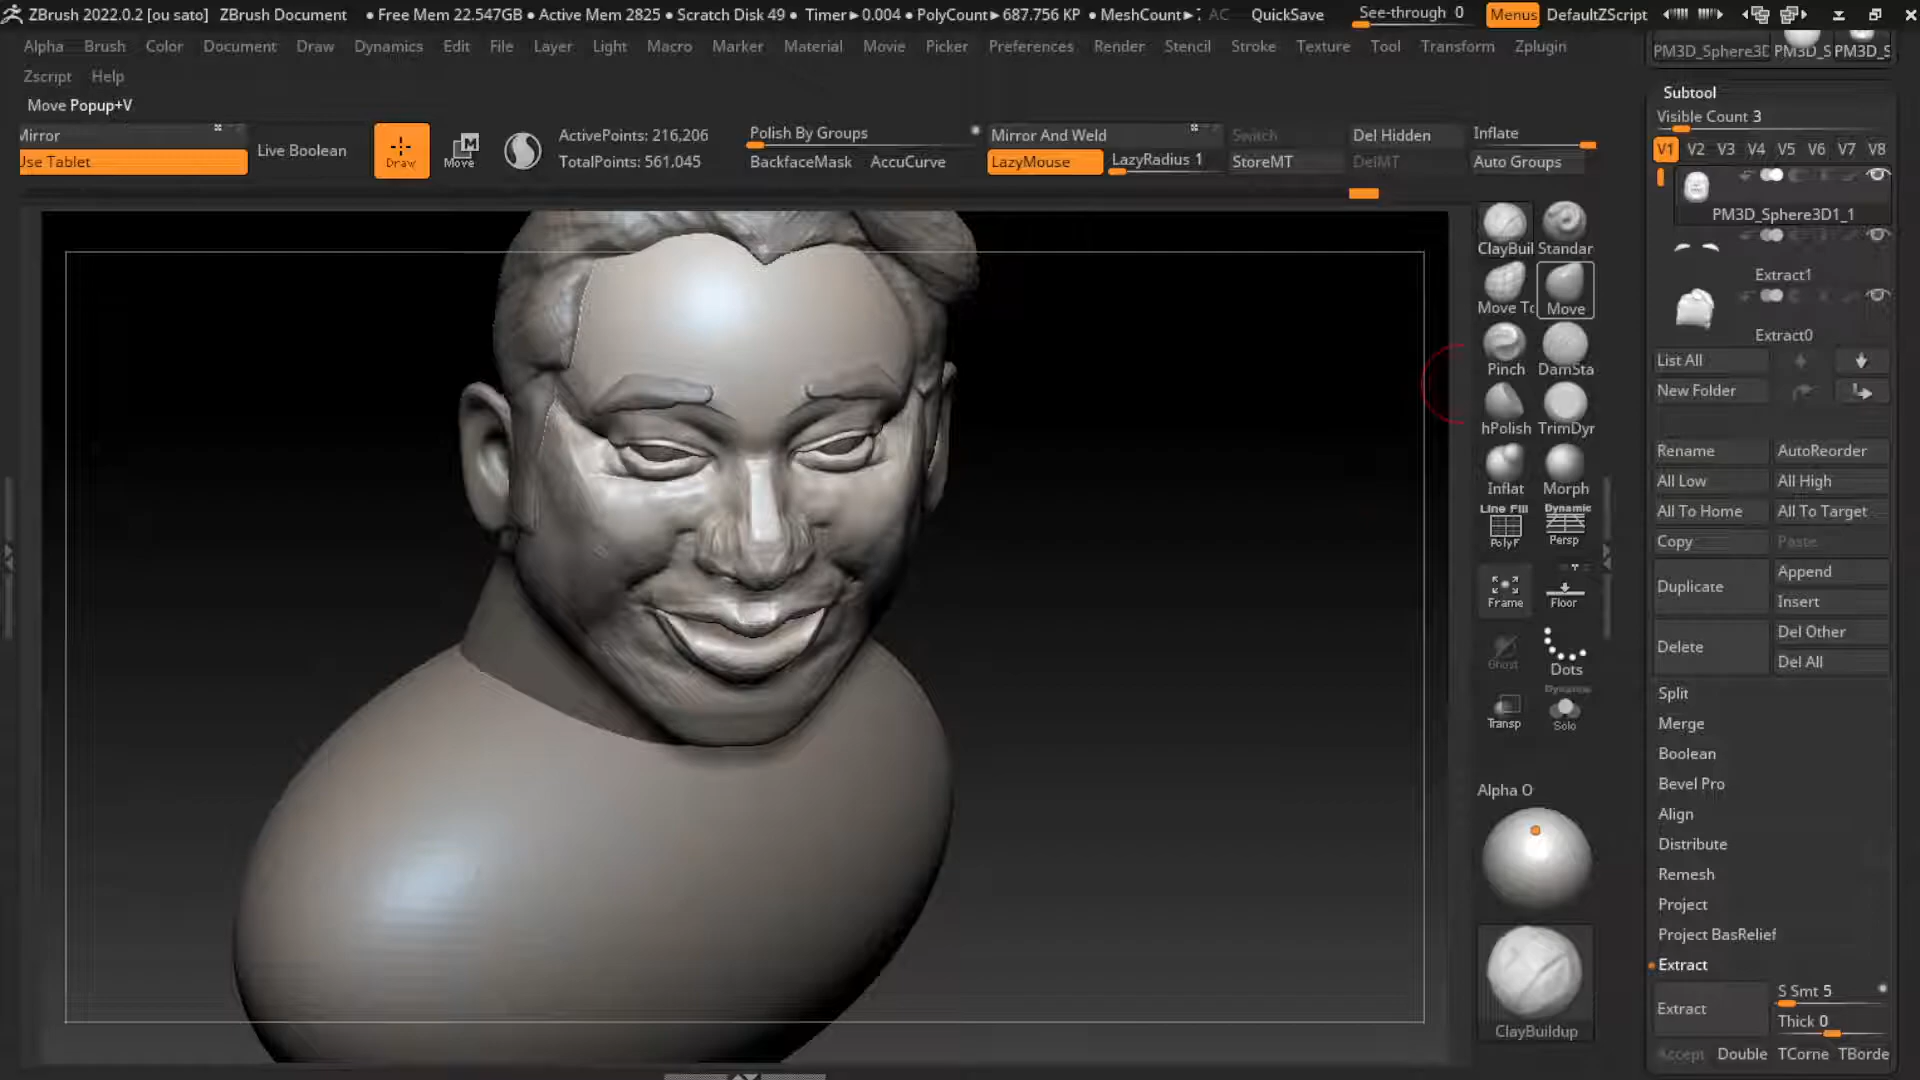 ZBrush 2022.0.2 [ou sato] ZBrush Document • Free Mem 22.547GB • Active Mem 2825 • Scratch Disk 49 • Timer▸0.004 • PolyCount▸687.756 KP • MeshCount▸ AC QuickSave See-through 0 Menus DefaultZScript
Alpha Brush Color Document Draw Dynamics Edit File Layer Light Macro Marker Material Movie Picker Preferences Render Stencil Stroke Texture Tool Transform Zplugin
Zscript Help
PM3D_Sphere3D PM3D_S PM3D_S
Move Popup+V
Mirror
Use Tablet
Live Boolean
Draw
Move
ActivePoints: 216,206
TotalPoints: 561,045
Polish By Groups
BackfaceMask AccuCurve
Mirror And Weld
LazyMouse LazyRadius 1
Switch
StoreMT
Del Hidden
DelMT
Inflate
Auto Groups
ClayBuil Standar
Move To Move
Pinch DamSta
hPolish TrimDyr
Inflat Morph
Line Fill Dynamic
PolyF Persp
Frame Floor
Ghost Dots
Dynamic
Transp Solo
Alpha O
ClayBuildup
Subtool
Visible Count 3
V1 V2 V3 V4 V5 V6 V7 V8
PM3D_Sphere3D1_1
Extract1
Extract0
List All
New Folder
Rename AutoReorder
All Low All High
All To Home All To Target
Copy Paste
Duplicate Append
Insert
Delete Del Other
Del All
Split
Merge
Boolean
Bevel Pro
Align
Distribute
Remesh
Project
Project BasRelief
Extract
Extract S Smt 5
Thick 0
Accept Double TCorne TBorde